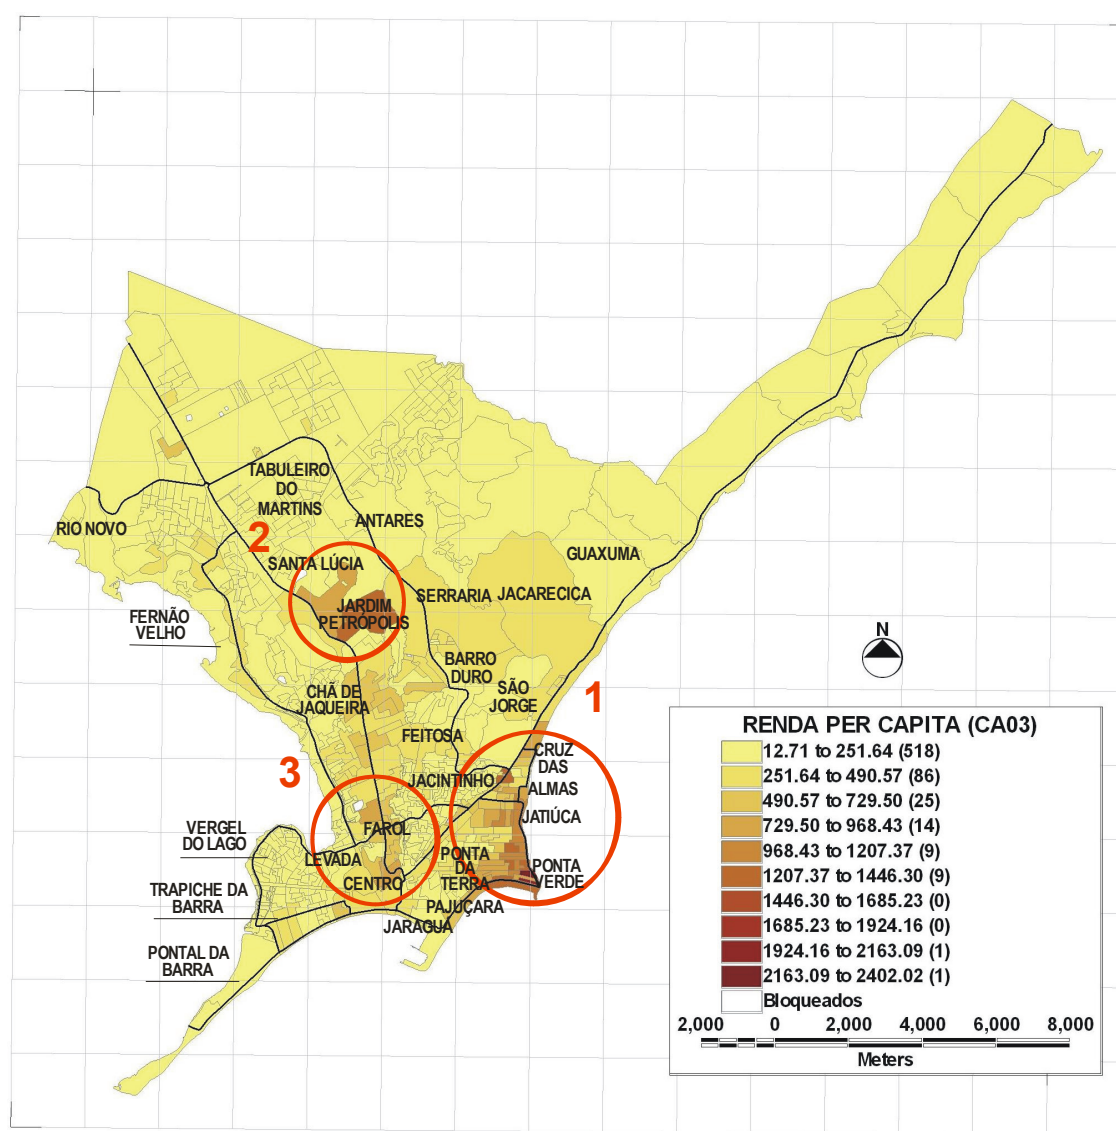 TABULEIRO
DO
MARTINS
ANTARES
RIO NOVO
2
GUAXUMA
SANTA LÚCIA
SERRARIA
JACARECICA
JARDIM
PETRÓPOLIS
FERNÃO
VELHO
N
BARRO
DURO
SÃO
JORGE
1
CHÃ DE
JAQUEIRA
FEITOSA
3
CRUZ
DAS
ALMAS
JACINTINHO
JATIÚCA
VERGEL
DO LAGO
FAROL
LEVADA
PONTA
DA
TERRA
PONTA
VERDE
CENTRO
TRAPICHE DA
BARRA
PAJUÇARA
JARAGUA
PONTAL DA
BARRA
RENDA PER CAPITA (CA03)
12.71 to 251.64 (518)
251.64 to 490.57 (86)
490.57 to 729.50 (25)
729.50 to 968.43 (14)
968.43 to 1207.37 (9)
1207.37 to 1446.30 (9)
1446.30 to 1685.23 (0)
1685.23 to 1924.16 (0)
1924.16 to 2163.09 (1)
2163.09 to 2402.02 (1)
Bloqueados
2,000 0 2,000 4,000 6,000 8,000
Meters